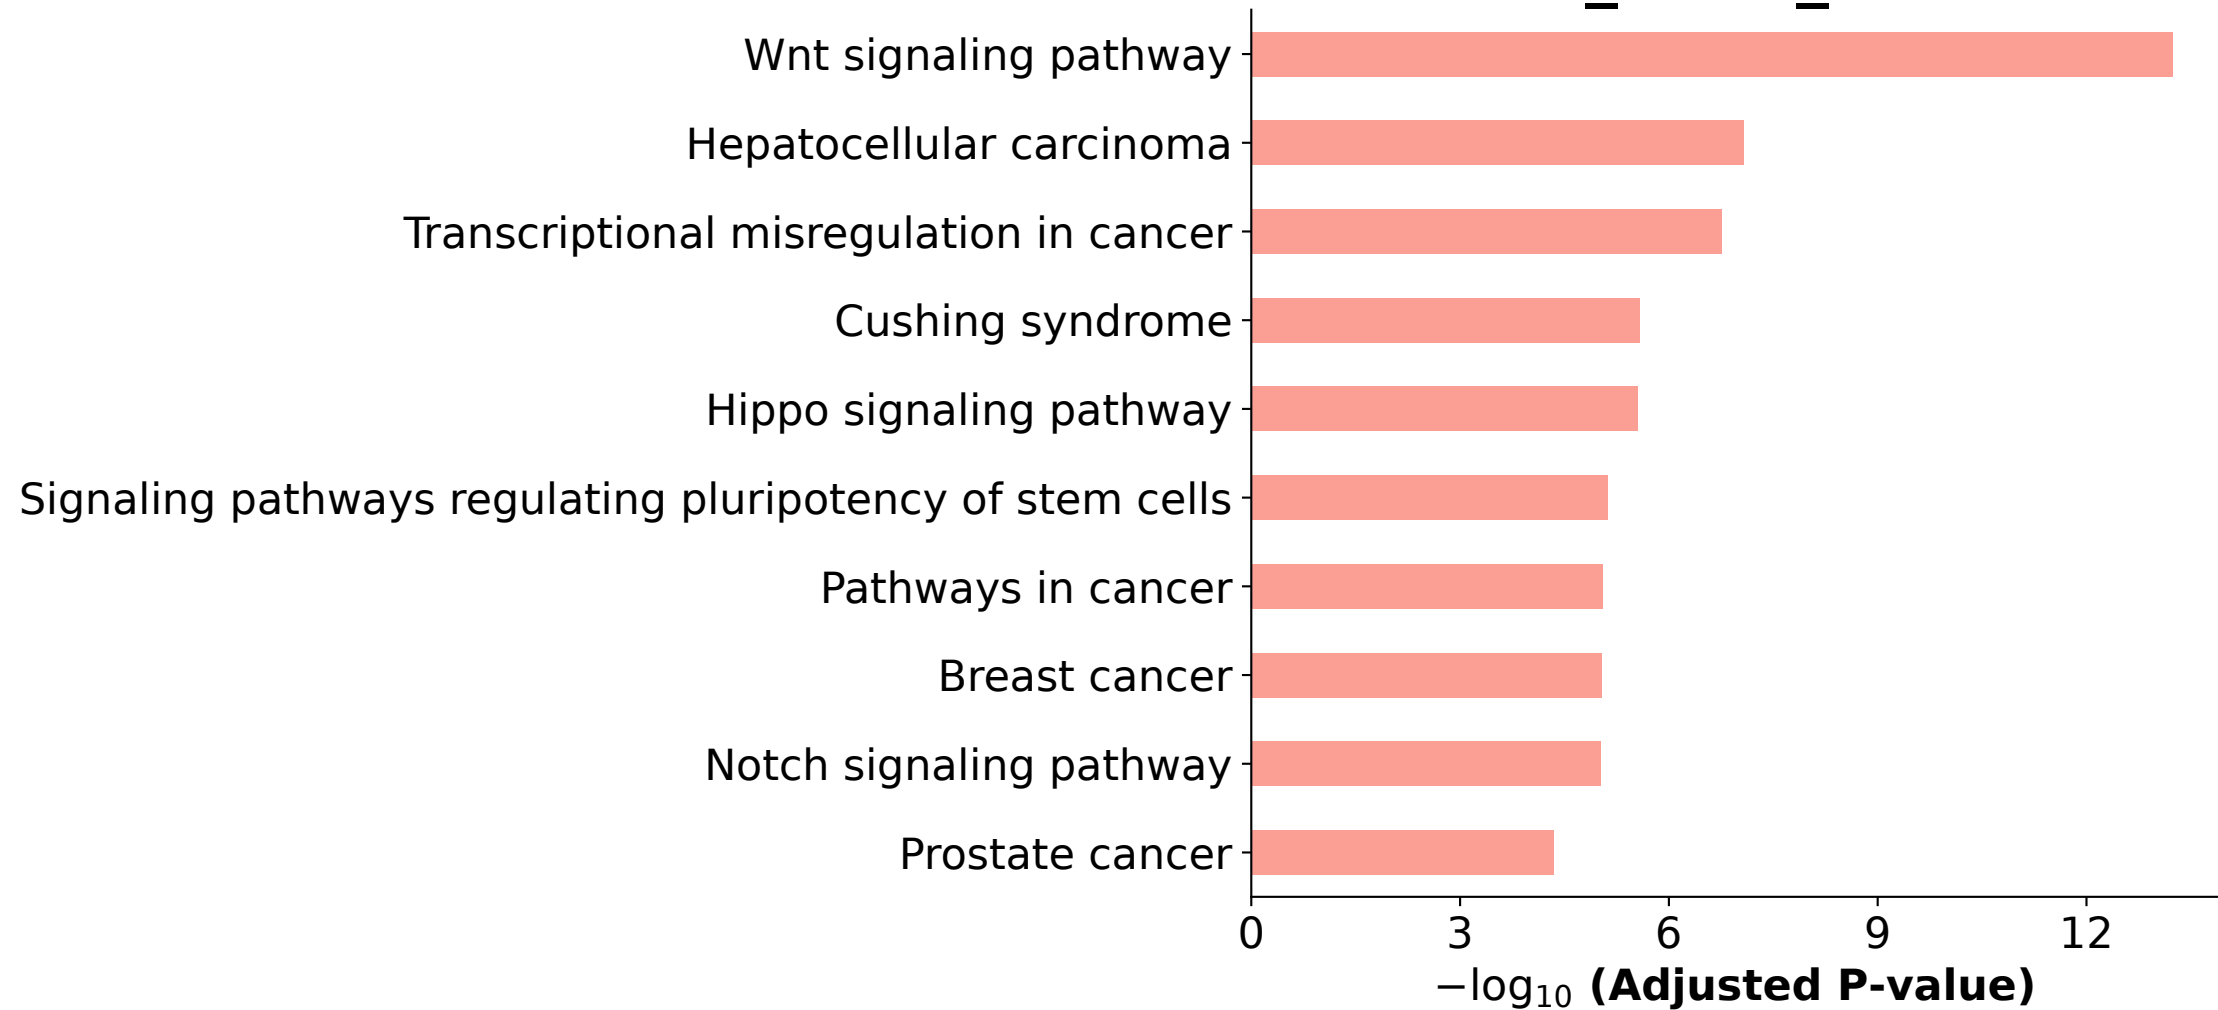 Wnt signaling pathway
Hepatocellular carcinoma
Transcriptional misregulation in cancer
Cushing syndrome
Hippo signaling pathway
Signaling pathways regulating pluripotency of stem cells
Pathways in cancer
Breast cancer
Notch signaling pathway
Prostate cancer
0 3 6 9 12
−log₁₀ (Adjusted P-value)